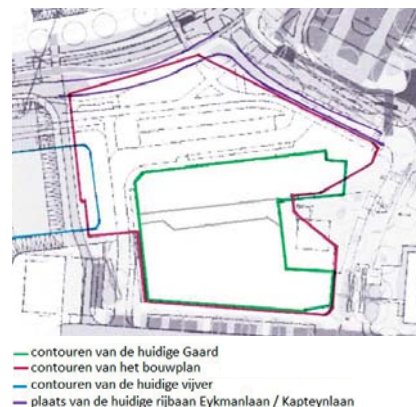 contouren van de huidige Gaard
contouren van het bouwplan
contouren van de huidige vijver
plaats van de huidige rijbaan Eykmanlaan / Kapteynlaan